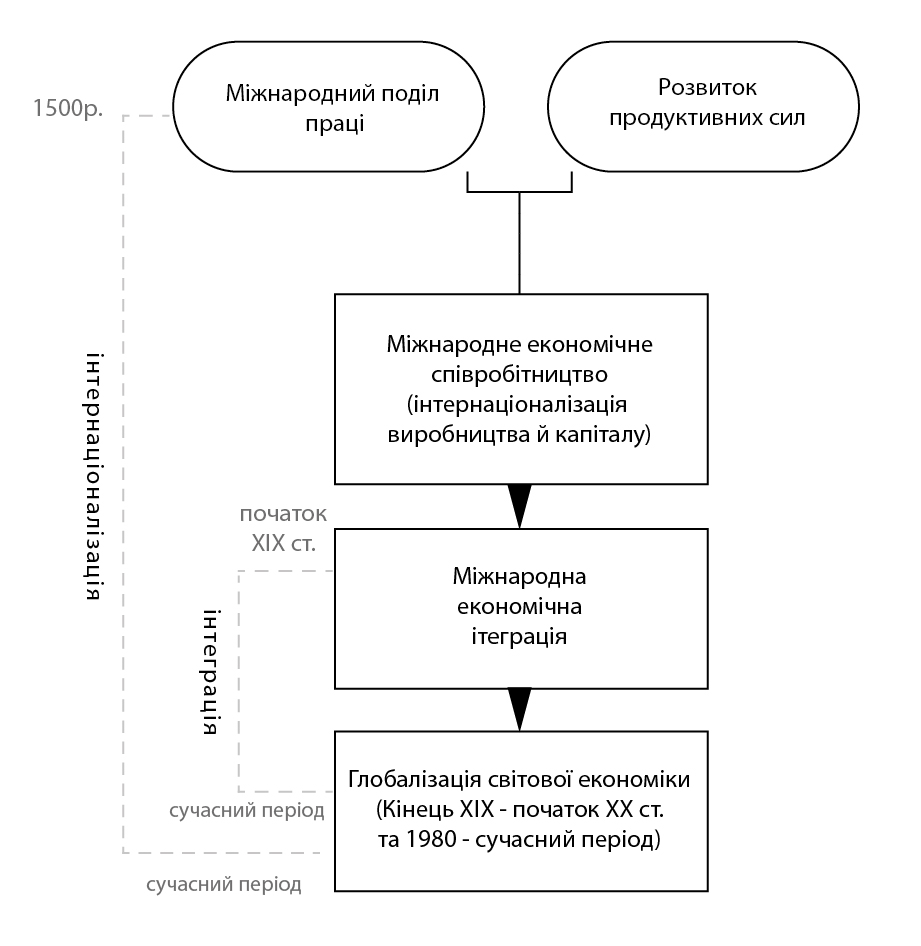 1500р.
Міжнародний поділ
праці
Розвиток
продуктивних сил
Міжнародне економічне
співробітництво
(інтернаціоналізація
виробництва й капіталу)
інтернаціоналізація
початок
XIX ст.
Міжнародна
економічна
ітеграція
інтеграція
Глобалізація світової економіки
(Кінець XIX - початок XX ст.
та 1980 - сучасний період)
сучасний період
сучасний період